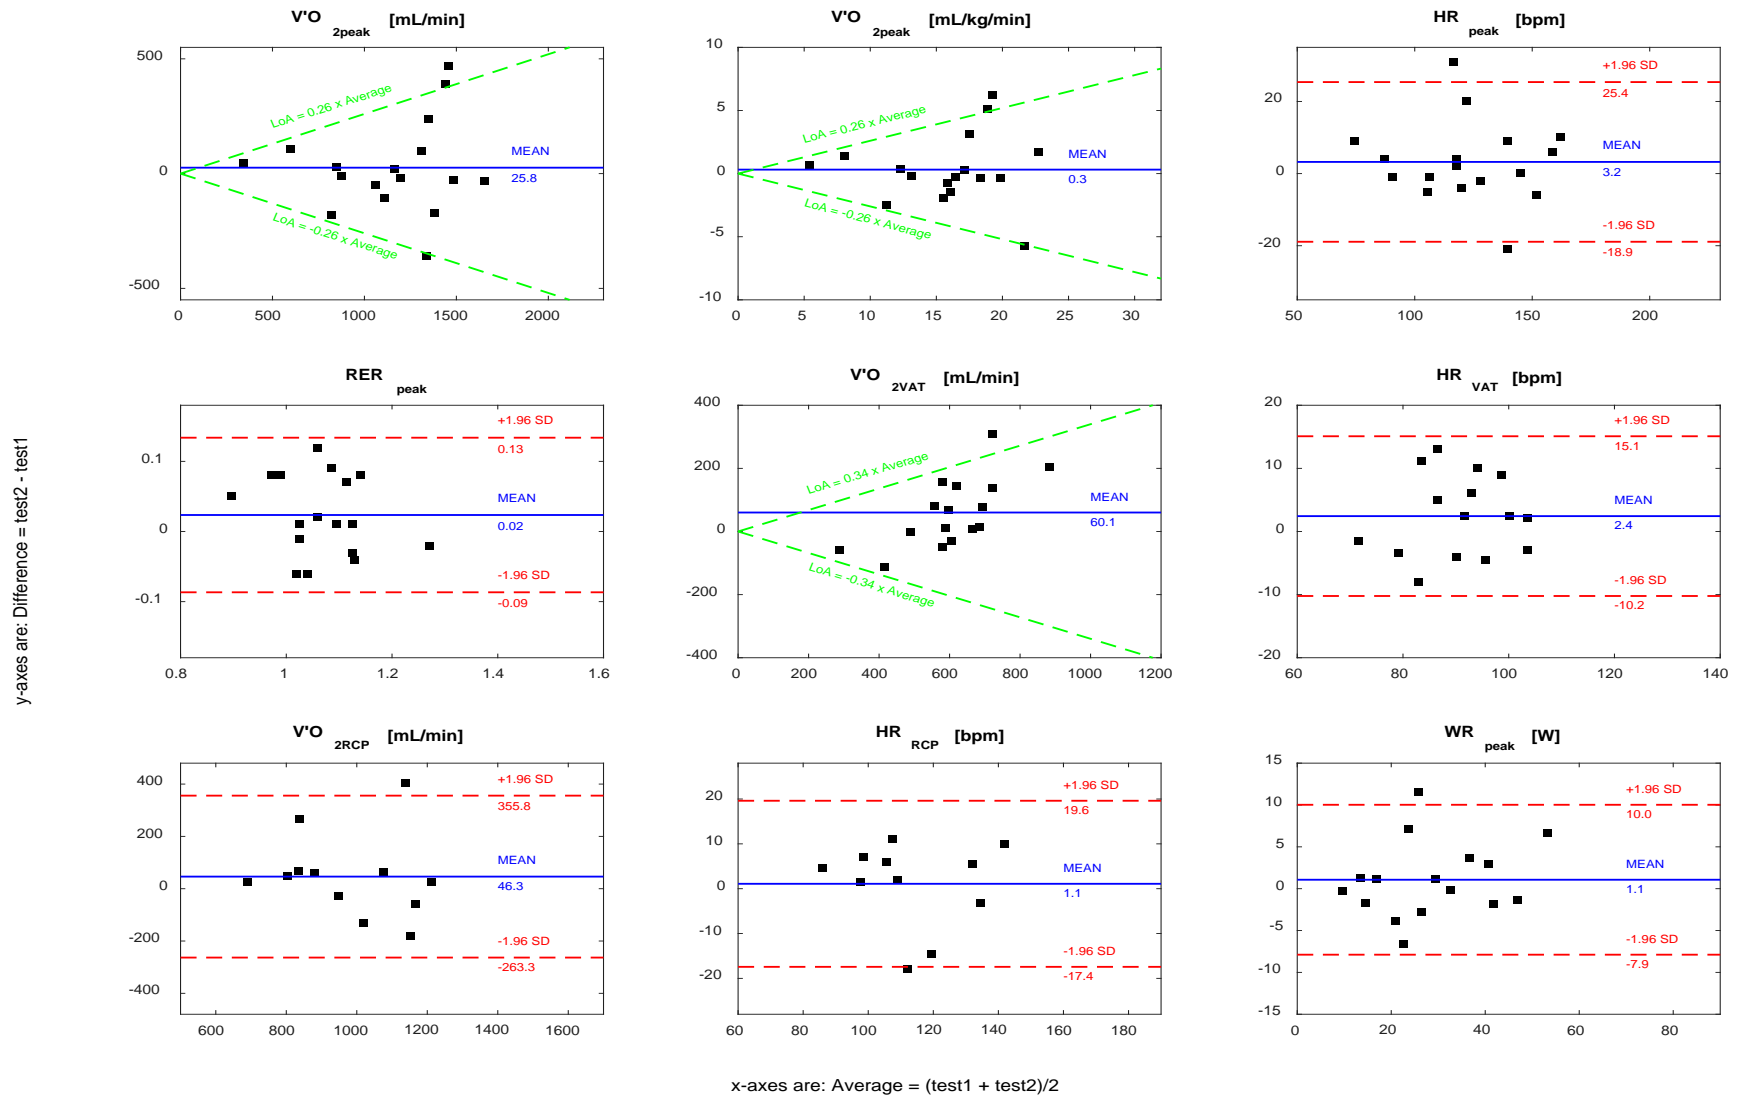 V'O 2peak [mL/min]
500
0
-500
0 500 1000 1500 2000
LoA = 0.26 x Average
MEAN
25.8
LoA = -0.26 x Average
V'O 2peak [mL/kg/min]
10
5
0
-5
-10
0 5 10 15 20 25 30
LoA = 0.26 x Average
MEAN
0.3
LoA = -0.26 x Average
HR peak [bpm]
20
0
-20
50 100 150 200
+1.96 SD
25.4
MEAN
3.2
-1.96 SD
-18.9
RER peak
0.1
0
-0.1
0.8 1 1.2 1.4 1.6
+1.96 SD
0.13
MEAN
0.02
-1.96 SD
-0.09
V'O 2VAT [mL/min]
400
200
0
-200
-400
0 200 400 600 800 1000 1200
LoA = 0.34 x Average
MEAN
60.1
LoA = -0.34 x Average
HR VAT [bpm]
20
10
0
-10
-20
60 80 100 120 140
+1.96 SD
15.1
MEAN
2.4
-1.96 SD
-10.2
V'O 2RCP [mL/min]
400
200
0
-200
-400
600 800 1000 1200 1400 1600
+1.96 SD
355.8
MEAN
46.3
-1.96 SD
-263.3
HR RCP [bpm]
20
10
0
-10
-20
60 80 100 120 140 160 180
+1.96 SD
19.6
MEAN
1.1
-1.96 SD
-17.4
WR peak [W]
15
10
5
0
-5
-10
-15
0 20 40 60 80
+1.96 SD
10.0
MEAN
1.1
-1.96 SD
-7.9
y-axes are: Difference = test2 - test1
x-axes are: Average = (test1 + test2)/2